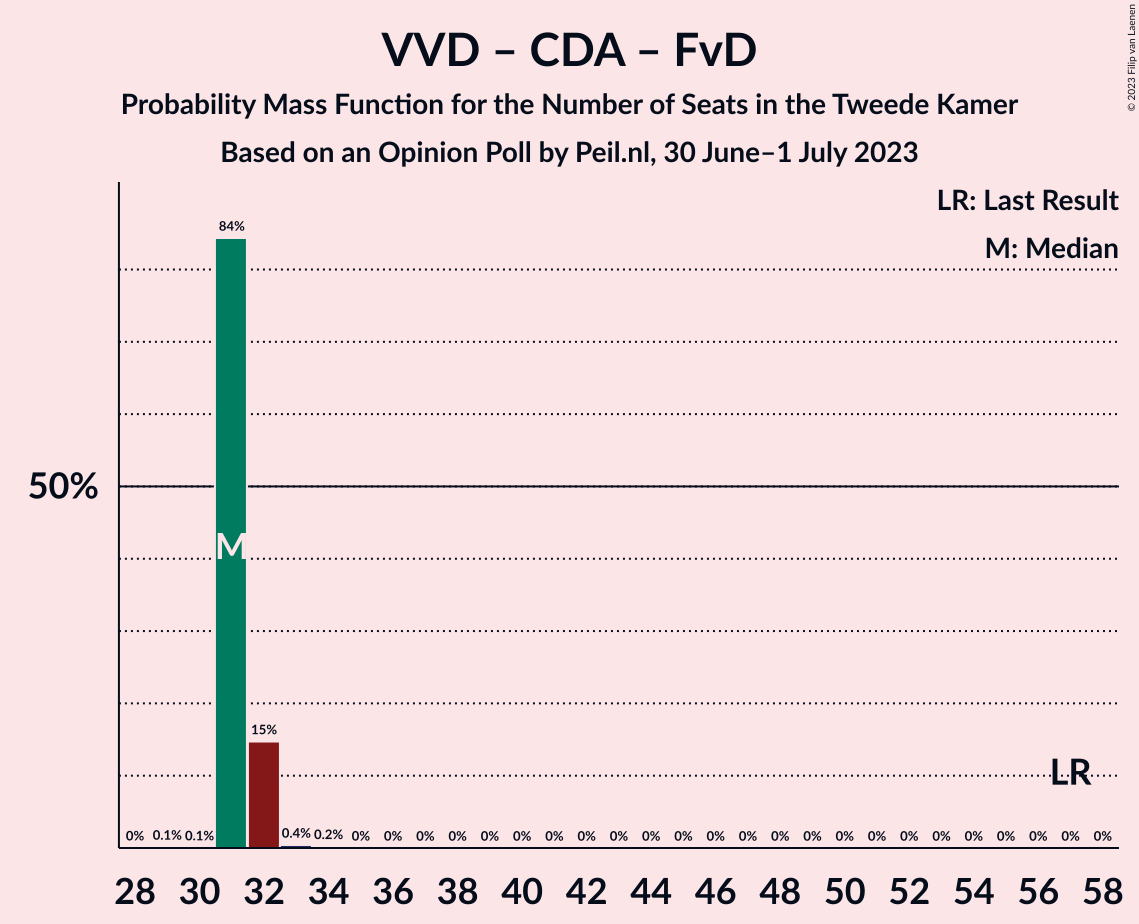 VVD – CDA – FvD
Probability Mass Function for the Number of Seats in the Tweede Kamer
Based on an Opinion Poll by Peil.nl, 30 June–1 July 2023
© 2023 Filip van Laenen
LR: Last Result
M: Median
84%
50%
M
15%
LR
0% 0.1% 0.1% 0.4% 0.2% 0% 0% 0% 0% 0% 0% 0% 0% 0% 0% 0% 0% 0% 0% 0% 0% 0% 0% 0% 0% 0% 0% 0% 0%
28 30 32 34 36 38 40 42 44 46 48 50 52 54 56 58